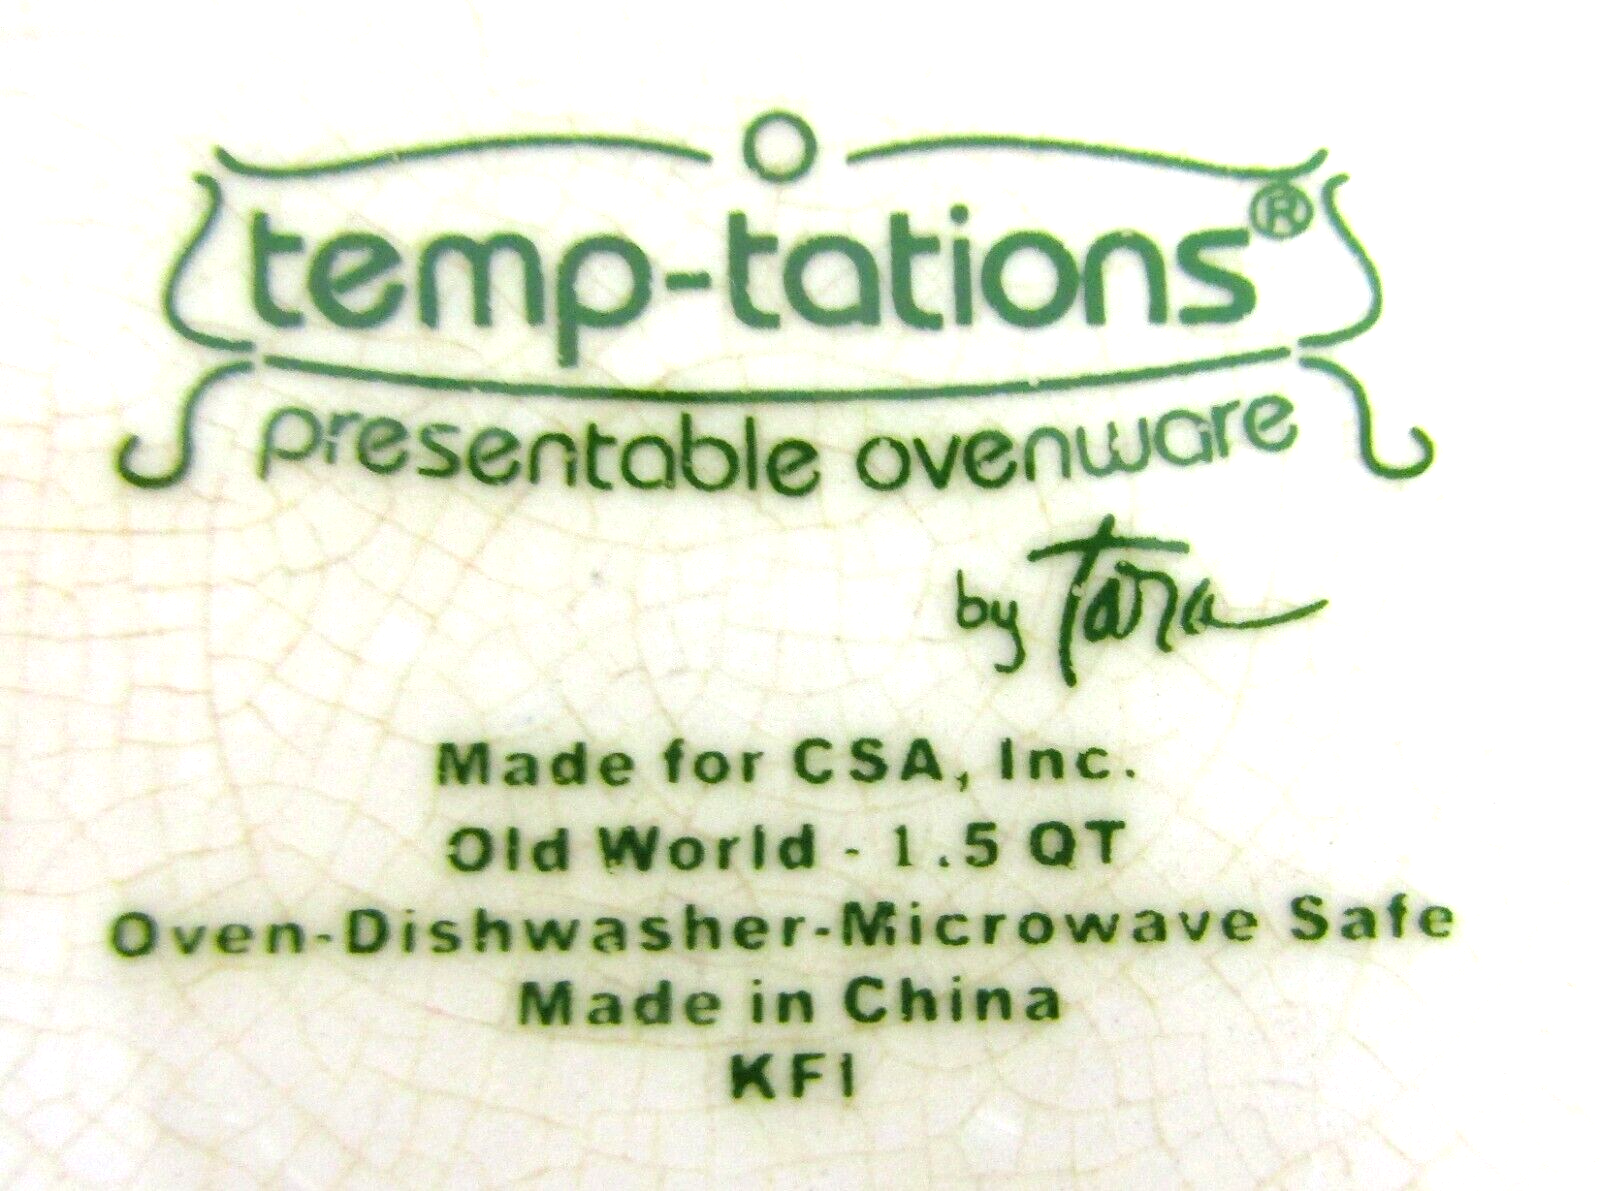 temp-tations®
presentable ovenware
by Tara
Made for CSA, Inc.
Old World - 1.5 QT
Oven-Dishwasher-Microwave Safe
Made in China
KFI